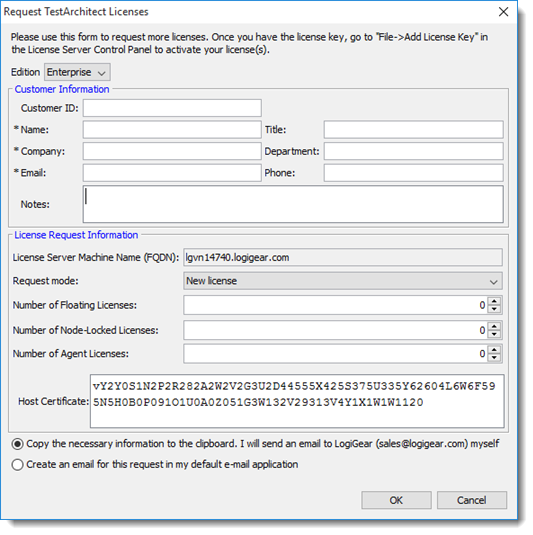 Request TestArchitect Licenses
Please use this form to request more licenses. Once you have the license key, go to "File->Add License Key" in
the License Server Control Panel to activate your license(s).
Edition Enterprise
Customer Information
Customer ID:
* Name: Title:
* Company: Department:
* Email: Phone:
Notes:
License Request Information
License Server Machine Name (FQDN): lgvn14740.logigear.com
Request mode: New license
Number of Floating Licenses: 0
Number of Node-Locked Licenses: 0
Number of Agent Licenses: 0
Host Certificate: vY2Y0S1N2P2R282A2W2V2G3U2D44555X425S375U335Y62604L6W6F59
5N5H0B0P091O1U0A0Z051G3W132V29313V4Y1X1W1W1120
Copy the necessary information to the clipboard. I will send an email to LogiGear (sales@logigear.com) myself
Create an email for this request in my default e-mail application
OK Cancel